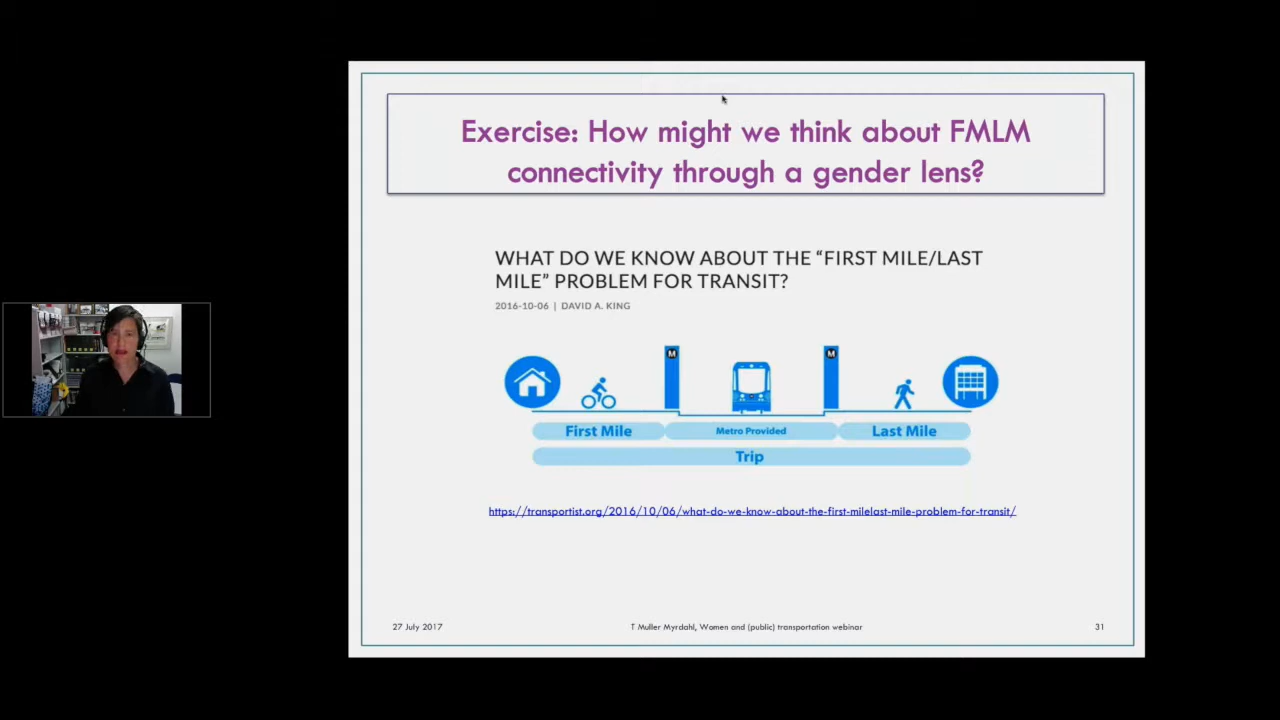 Exercise: How might we think about FMLM
connectivity through a gender lens?
WHAT DO WE KNOW ABOUT THE “FIRST MILE/LAST
MILE” PROBLEM FOR TRANSIT?
2016-10-06 | DAVID A. KING
M M
First Mile Metro Provided Last Mile
Trip
https://transportist.org/2016/10/06/what-do-we-know-about-the-first-milelast-mile-problem-for-transit/
27 July 2017 T Muller Myrdahl, Women and (public) transportation webinar 31